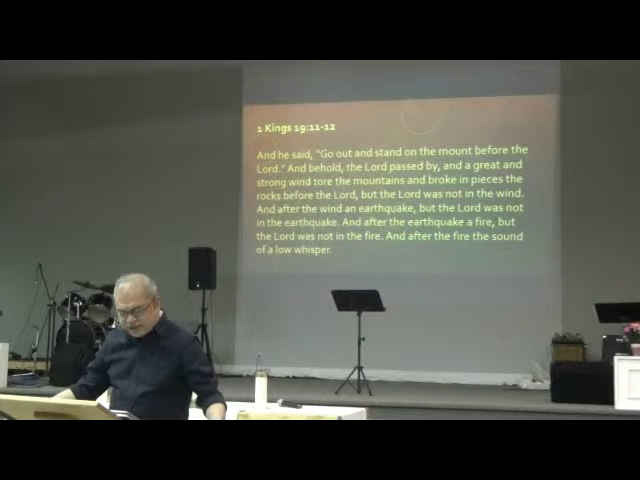 1 Kings 19:11-12
And he said, "Go out and stand on the mount before the
Lord." And behold, the Lord passed by, and a great and
strong wind tore the mountains and broke in pieces the
rocks before the Lord, but the Lord was not in the wind.
And after the wind an earthquake, but the Lord was not
in the earthquake. And after the earthquake a fire, but
the Lord was not in the fire. And after the fire the sound
of a low whisper.